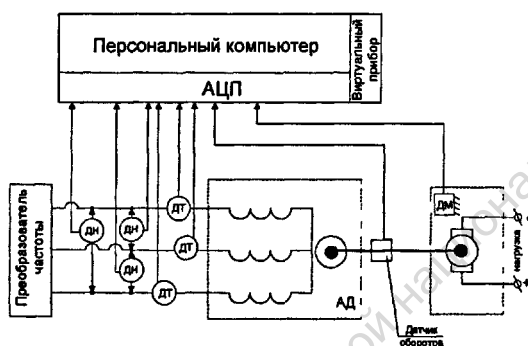 Персональный компьютер
АЦП
Виртуальный
прибор
Преобразователь
частоты
ДН
ДН
ДН
ДТ
ДТ
ДТ
АД
ДМ
нагрузка
Датчик
оборотов